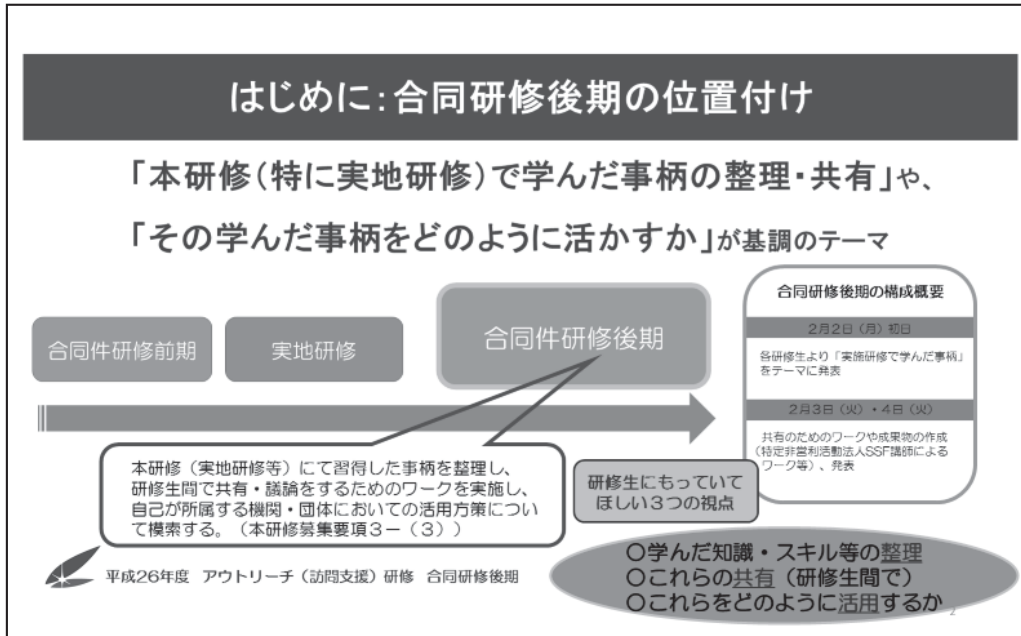 はじめに：合同研修後期の位置付け
「本研修（特に実地研修）で学んだ事柄の整理・共有」や、
「その学んだ事柄をどのように活かすか」が基調のテーマ
合同件研修前期
実地研修
合同件研修後期
合同研修後期の構成概要
2月2日（月）初日
各研修生より「実施研修で学んだ事柄」
をテーマに発表
2月3日（火）・4日（火）
共有のためのワークや成果物の作成
（特定非営利活動法人SSF講師による
ワーク等）、発表
本研修（実地研修等）にて習得した事柄を整理し、
研修生間で共有・議論をするためのワークを実施し、
自己が所属する機関・団体においての活用方策につい
て模索する。（本研修募集要項３－（３））
研修生にもっていて
ほしい３つの視点
○学んだ知識・スキル等の整理
○これらの共有（研修生間で）
○これらをどのように活用するか
平成26年度 アウトリーチ（訪問支援）研修 合同研修後期
2